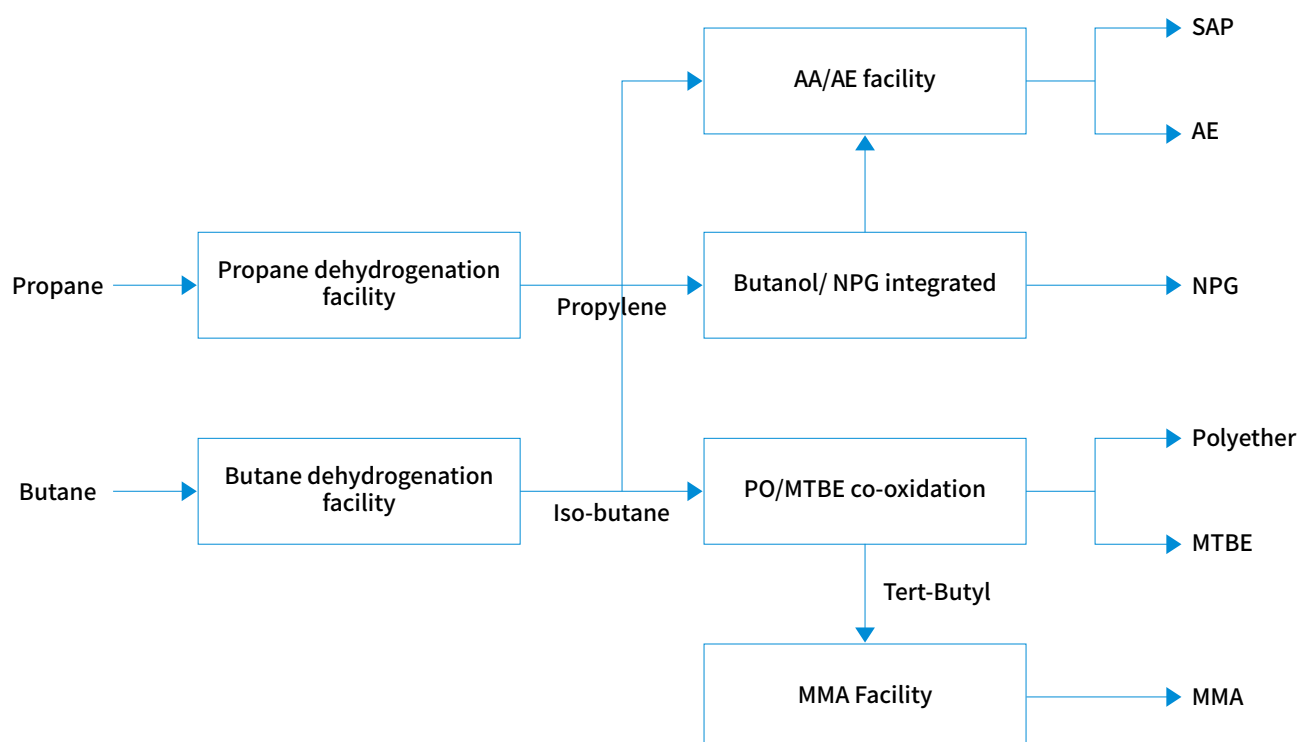 SAP
AA/AE facility
AE
Propane dehydrogenation
facility
Propane
Butanol/ NPG integrated
NPG
Propylene
Polyether
Butane dehydrogenation
facility
Butane
PO/MTBE co-oxidation
Iso-butane
MTBE
Tert-Butyl
MMA Facility
MMA